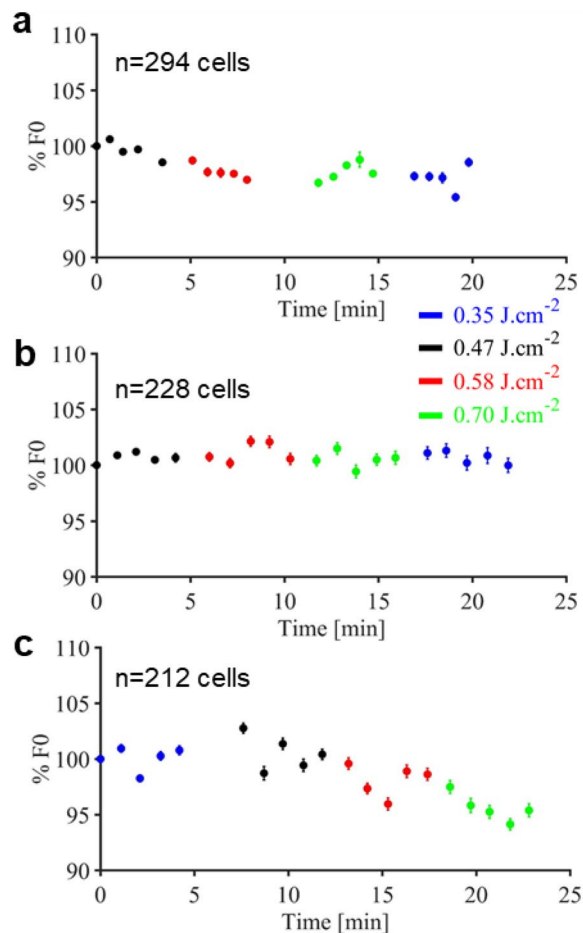 a
110
n=294 cells
105
100
95
90
% F0
0 5 10 15 20 25
Time [min]
0.35 J.cm-2
0.47 J.cm-2
0.58 J.cm-2
0.70 J.cm-2
b
110
n=228 cells
105
100
95
90
% F0
0 5 10 15 20 25
Time [min]
c
110
n=212 cells
105
100
95
90
% F0
0 5 10 15 20 25
Time [min]